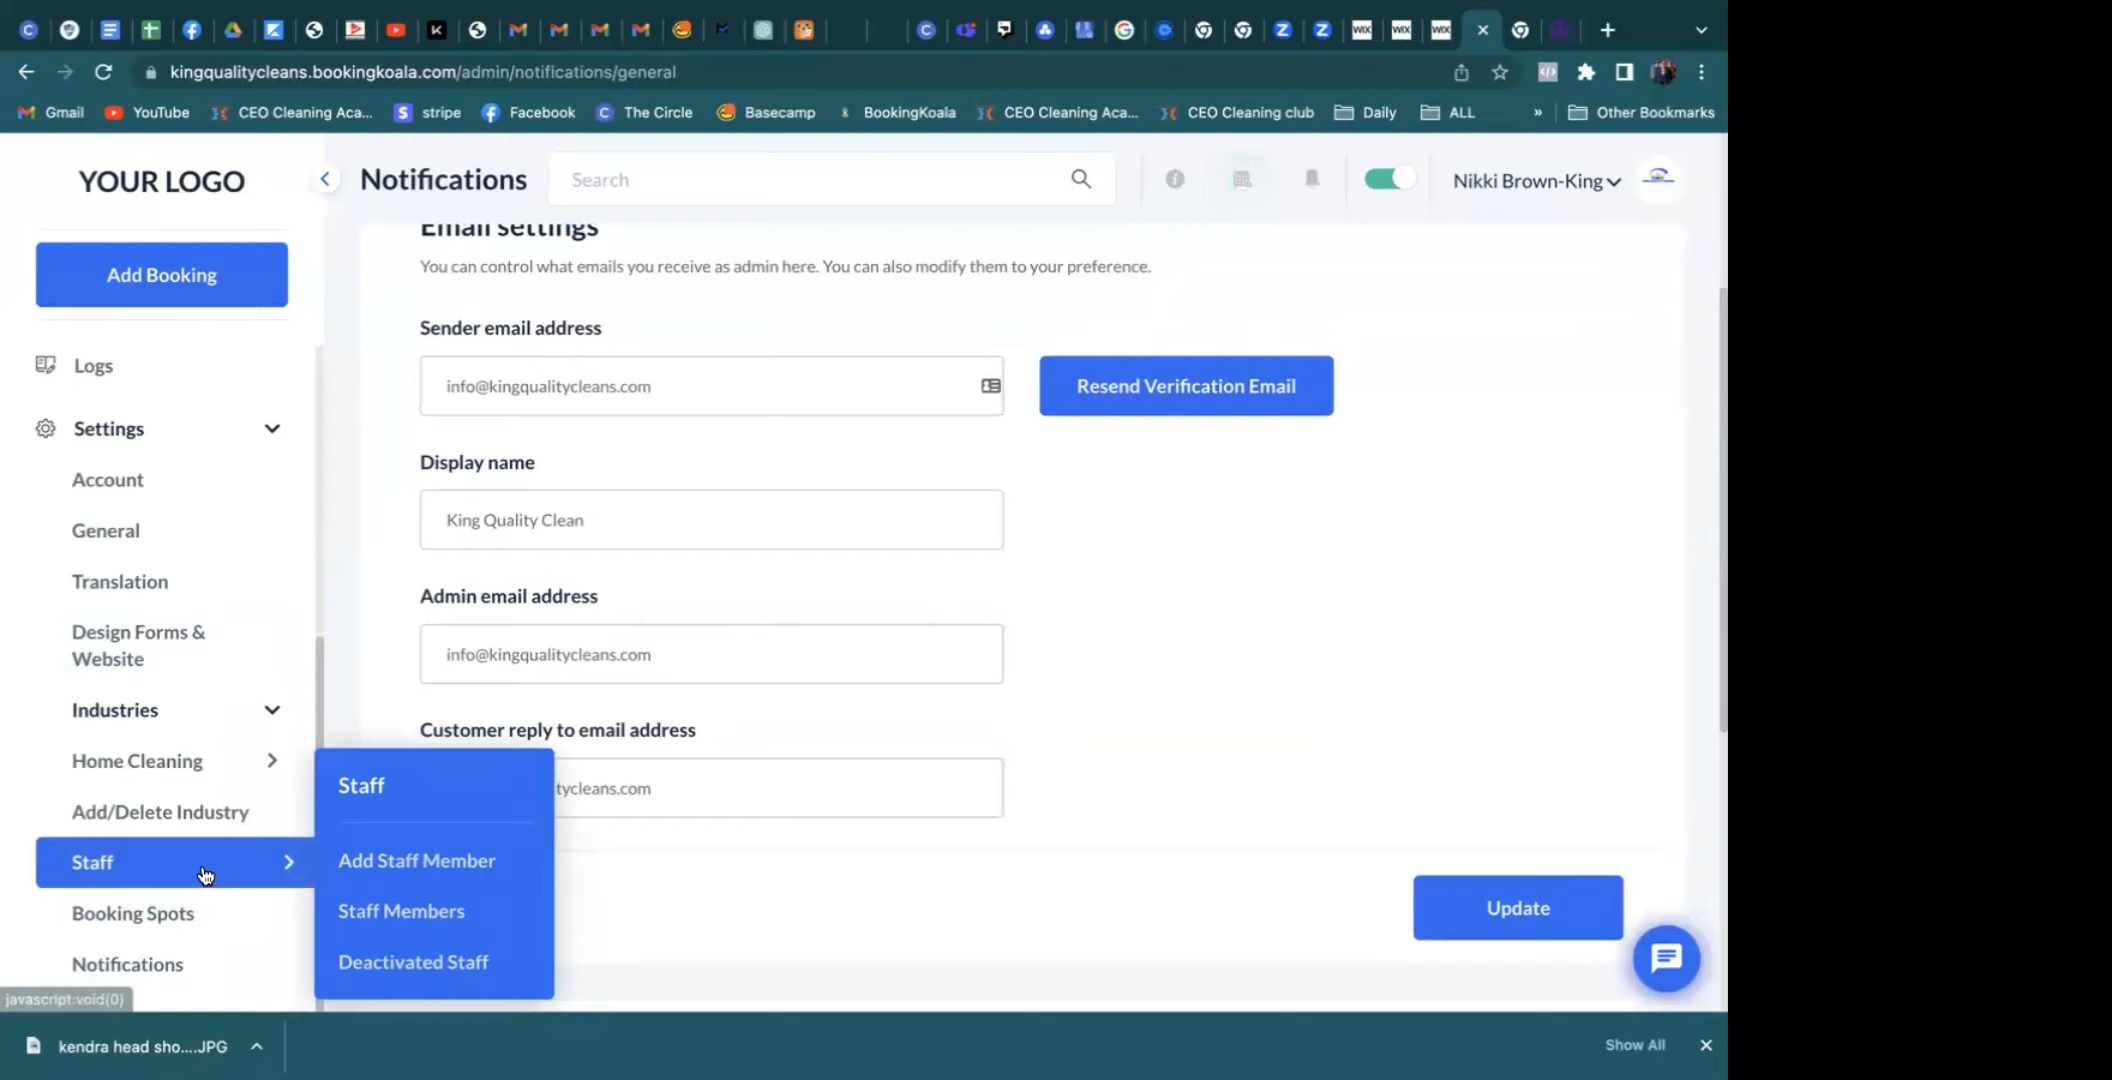 kingqualitycleans.bookingkoala.com/admin/notifications/general
Gmail YouTube CEO Cleaning Aca... stripe Facebook The Circle Basecamp BookingKoala CEO Cleaning Aca... CEO Cleaning club Daily ALL » Other Bookmarks
YOUR LOGO
Notifications
Search
Nikki Brown-King
Add Booking
Logs
Settings
Account
General
Translation
Design Forms &
Website
Industries
Home Cleaning
Add/Delete Industry
Staff
Booking Spots
Notifications
javascript:void(0)
Staff
Add Staff Member
Staff Members
Deactivated Staff
Email settings
You can control what emails you receive as admin here. You can also modify them to your preference.
Sender email address
info@kingqualitycleans.com
Resend Verification Email
Display name
King Quality Clean
Admin email address
info@kingqualitycleans.com
Customer reply to email address
tycleans.com
Update
kendra head sho....JPG
Show All